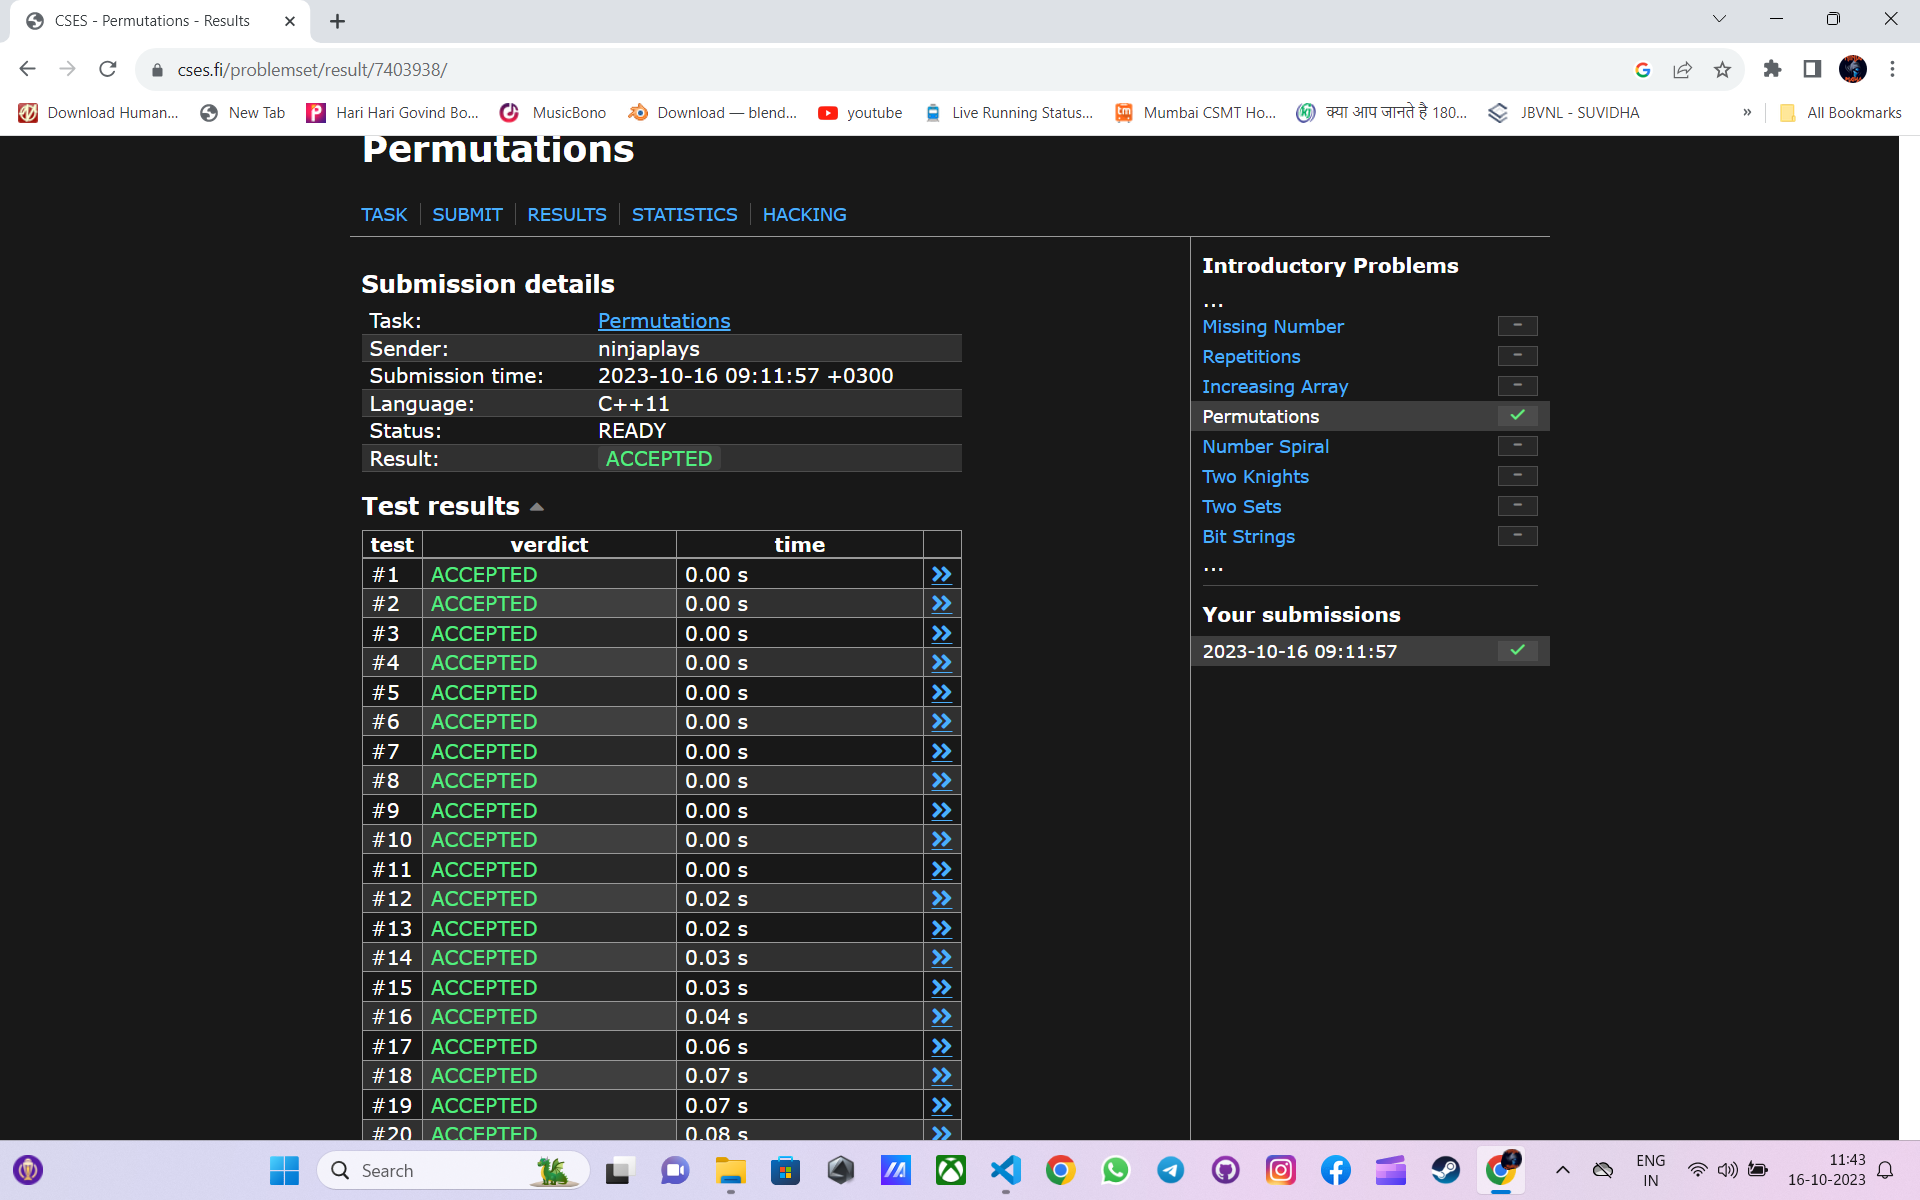 CSES - Permutations - Results
cses.fi/problemset/result/7403938/
Download Human...
New Tab
Hari Hari Govind Bo...
MusicBono
Download — blend...
youtube
Live Running Status...
Mumbai CSMT Ho...
क्या आप जानते है 180...
JBVNL - SUVIDHA
»
All Bookmarks
Permutations
TASK
SUBMIT
RESULTS
STATISTICS
HACKING
Submission details
Task: Permutations
Sender: ninjaplays
Submission time: 2023-10-16 09:11:57 +0300
Language: C++11
Status: READY
Result: ACCEPTED
Test results
test verdict time
#1 ACCEPTED 0.00 s
#2 ACCEPTED 0.00 s
#3 ACCEPTED 0.00 s
#4 ACCEPTED 0.00 s
#5 ACCEPTED 0.00 s
#6 ACCEPTED 0.00 s
#7 ACCEPTED 0.00 s
#8 ACCEPTED 0.00 s
#9 ACCEPTED 0.00 s
#10 ACCEPTED 0.00 s
#11 ACCEPTED 0.00 s
#12 ACCEPTED 0.02 s
#13 ACCEPTED 0.02 s
#14 ACCEPTED 0.03 s
#15 ACCEPTED 0.03 s
#16 ACCEPTED 0.04 s
#17 ACCEPTED 0.06 s
#18 ACCEPTED 0.07 s
#19 ACCEPTED 0.07 s
#20 ACCEPTED 0.08 s
Introductory Problems
...
Missing Number
Repetitions
Increasing Array
Permutations
Number Spiral
Two Knights
Two Sets
Bit Strings
...
Your submissions
2023-10-16 09:11:57
Search
ENG
IN
11:43
16-10-2023